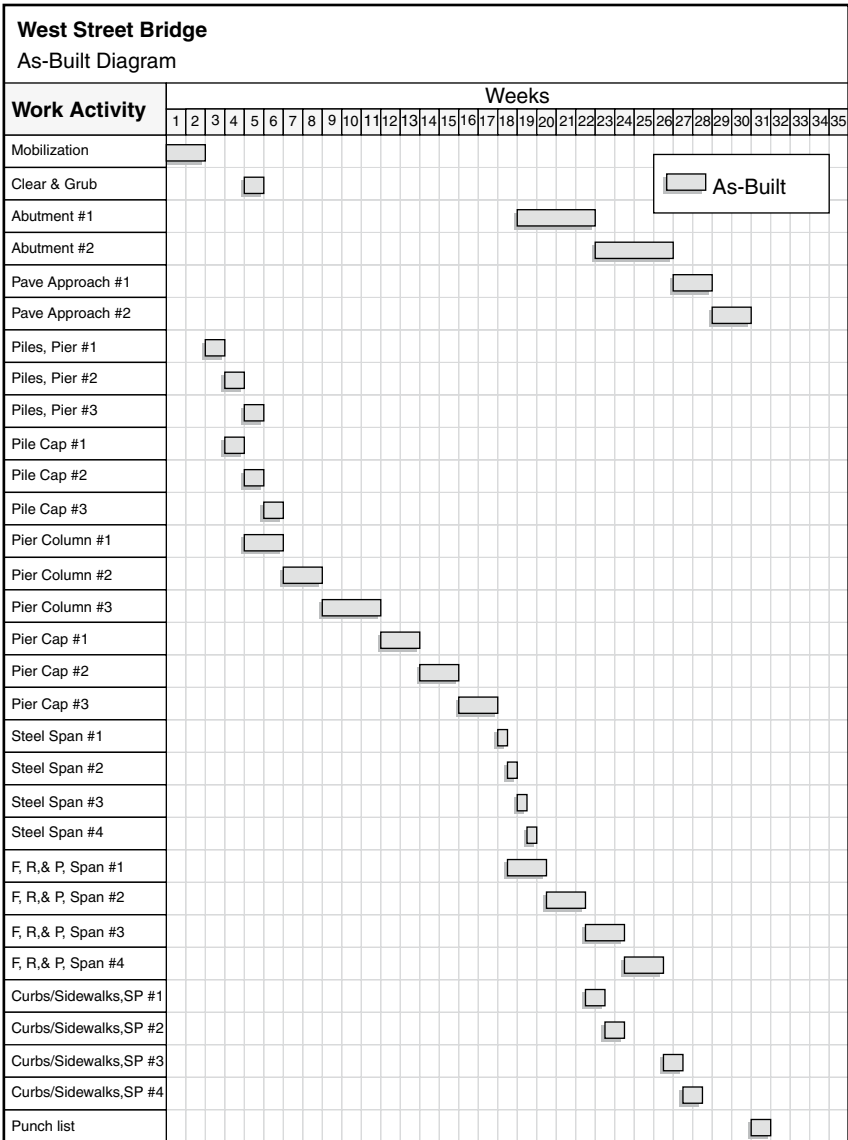 West Street Bridge
As-Built Diagram
Work Activity
Weeks
1 2 3 4 5 6 7 8 9 10 11 12 13 14 15 16 17 18 19 20 21 22 23 24 25 26 27 28 29 30 31 32 33 34 35
Mobilization
As-Built
Clear & Grub
Abutment #1
Abutment #2
Pave Approach #1
Pave Approach #2
Piles, Pier #1
Piles, Pier #2
Piles, Pier #3
Pile Cap #1
Pile Cap #2
Pile Cap #3
Pier Column #1
Pier Column #2
Pier Column #3
Pier Cap #1
Pier Cap #2
Pier Cap #3
Steel Span #1
Steel Span #2
Steel Span #3
Steel Span #4
F, R,& P, Span #1
F, R,& P, Span #2
F, R,& P, Span #3
F, R,& P, Span #4
Curbs/Sidewalks,SP #1
Curbs/Sidewalks,SP #2
Curbs/Sidewalks,SP #3
Curbs/Sidewalks,SP #4
Punch list